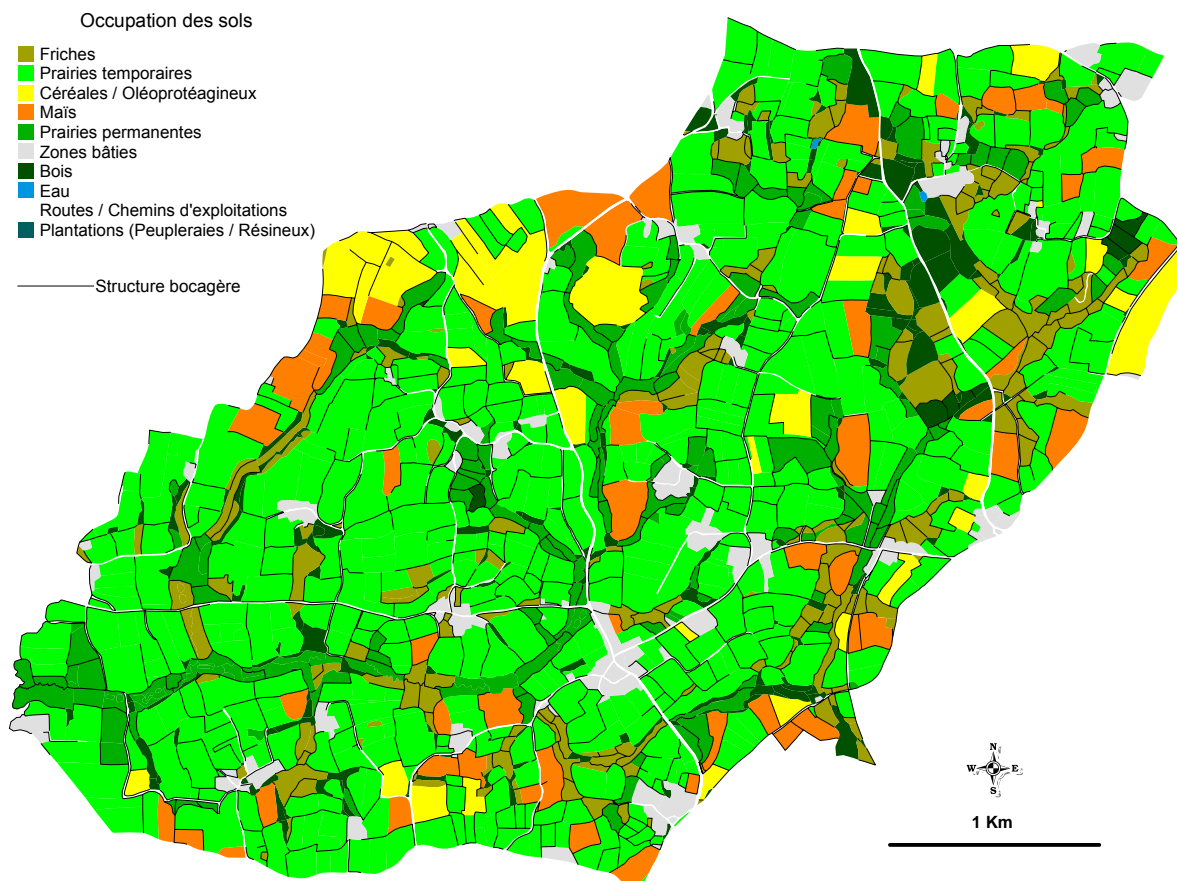 Occupation des sols
Friches
Prairies temporaires
Céréales / Oléoprotéagineux
Maïs
Prairies permanentes
Zones bâties
Bois
Eau
Routes / Chemins d'exploitations
Plantations (Peupleraies / Résineux)
Structure bocagère
N
W E
S
1 Km